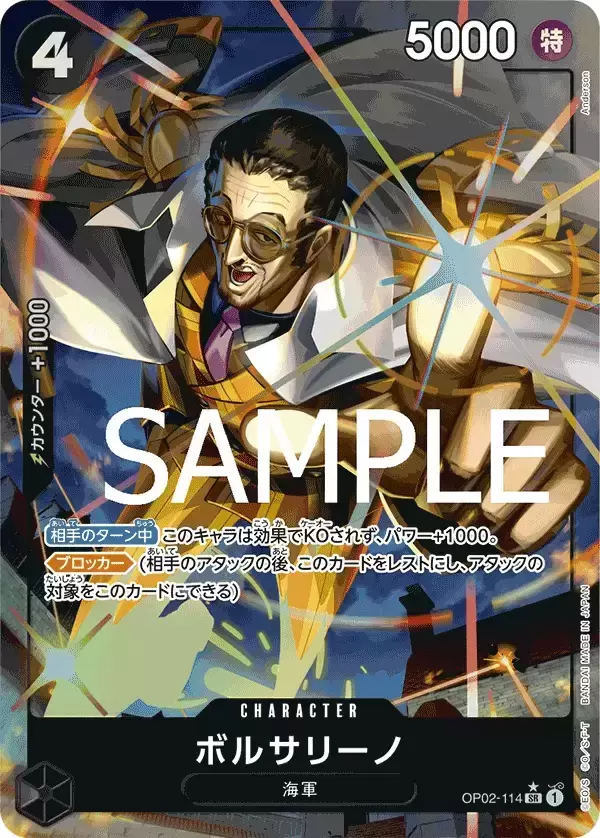 4
5000 特
Anderson
カウンター +1000
SAMPLE
相手のターン中 このキャラは効果でKOされず、パワー+1000。
ブロッカー (相手のアタックの後、このカードをレストにし、アタックの
対象をこのカードにできる)
©E.O/S ©O/S・F・T BANDAI MADE IN JAPAN
CHARACTER
ボルサリーノ
海軍
OP02-114 SR 1